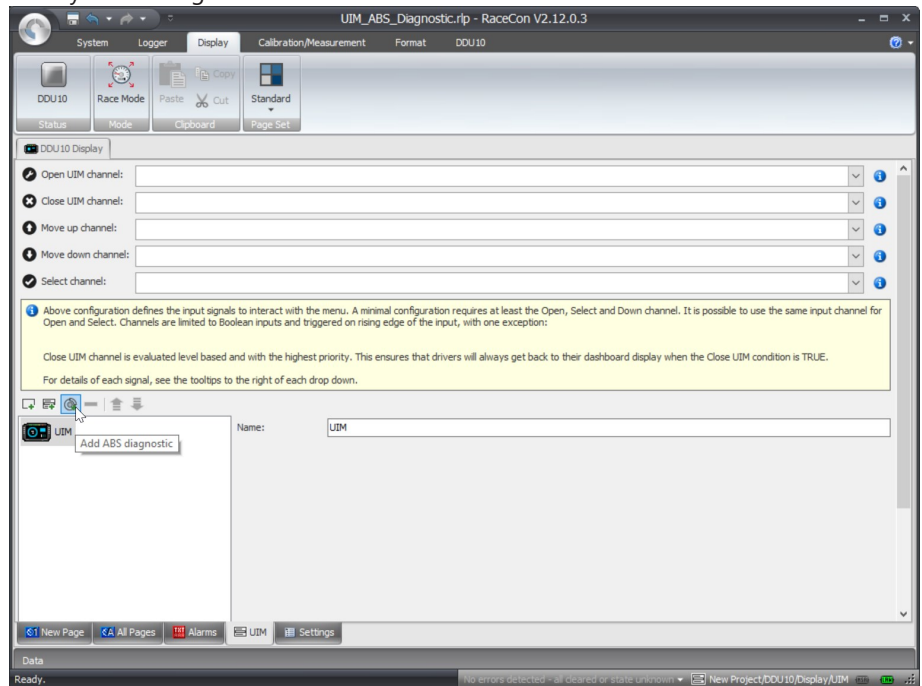 UIM_ABS_Diagnostic.rlp - RaceCon V2.12.0.3
System Logger Display Calibration/Measurement Format DDU10
DDU10 Race Mode Paste Copy Cut Standard
Status Mode Clipboard Page Set
DDU10 Display
Open UIM channel:
Close UIM channel:
Move up channel:
Move down channel:
Select channel:
Above configuration defines the input signals to interact with the menu. A minimal configuration requires at least the Open, Select and Down channel. It is possible to use the same input channel for
Open and Select. Channels are limited to Boolean inputs and triggered on rising edge of the input, with one exception:
Close UIM channel is evaluated level based and with the highest priority. This ensures that drivers will always get back to their dashboard display when the Close UIM condition is TRUE.
For details of each signal, see the tooltips to the right of each drop down.
UIM Name: UIM
Add ABS diagnostic
New Page All Pages Alarms UIM Settings
Data
Ready. No errors detected - all cleared or state unknown New Project/DDU10/Display/UIM